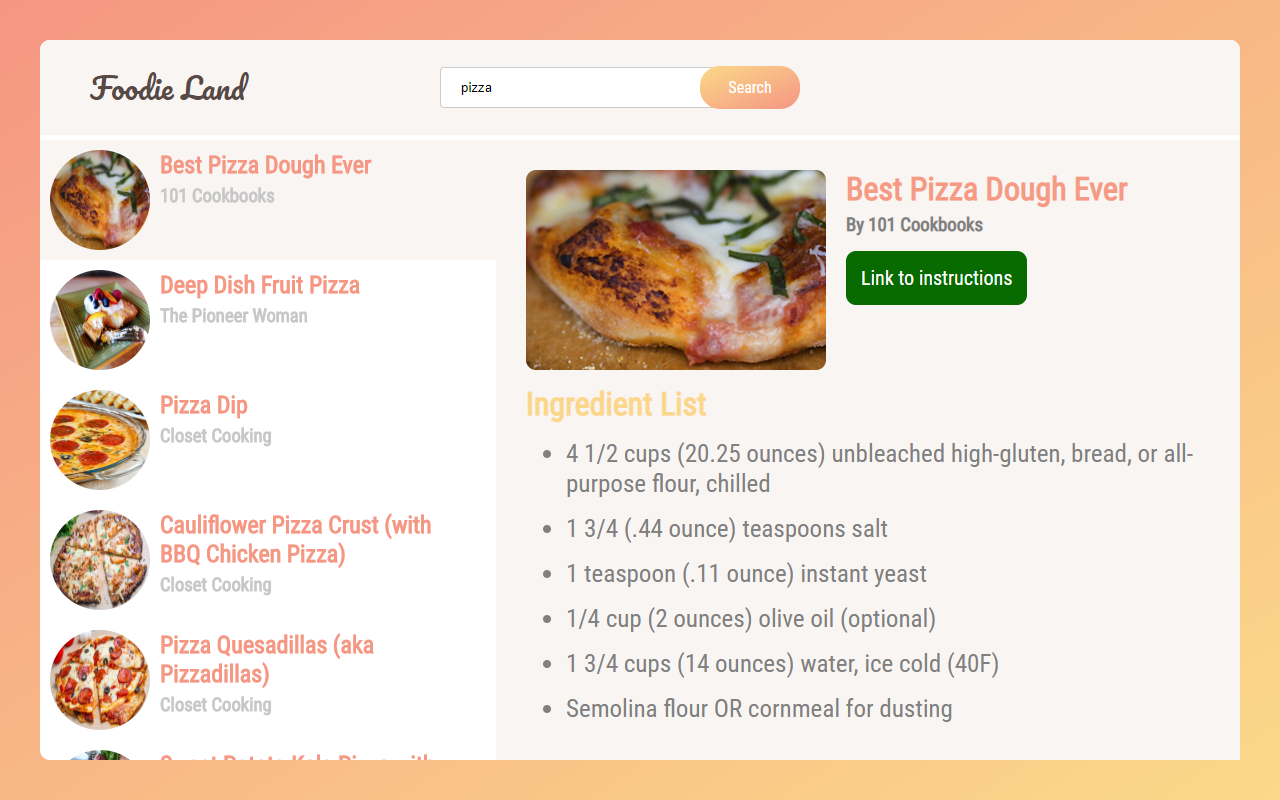 Foodie Land
pizza
Search
Best Pizza Dough Ever
101 Cookbooks
Deep Dish Fruit Pizza
The Pioneer Woman
Pizza Dip
Closet Cooking
Cauliflower Pizza Crust (with
BBQ Chicken Pizza)
Closet Cooking
Pizza Quesadillas (aka
Pizzadillas)
Closet Cooking
Sweet Potato Kale Pizza with
Best Pizza Dough Ever
By 101 Cookbooks
Link to instructions
Ingredient List
4 1/2 cups (20.25 ounces) unbleached high-gluten, bread, or all-
purpose flour, chilled
1 3/4 (.44 ounce) teaspoons salt
1 teaspoon (.11 ounce) instant yeast
1/4 cup (2 ounces) olive oil (optional)
1 3/4 cups (14 ounces) water, ice cold (40F)
Semolina flour OR cornmeal for dusting